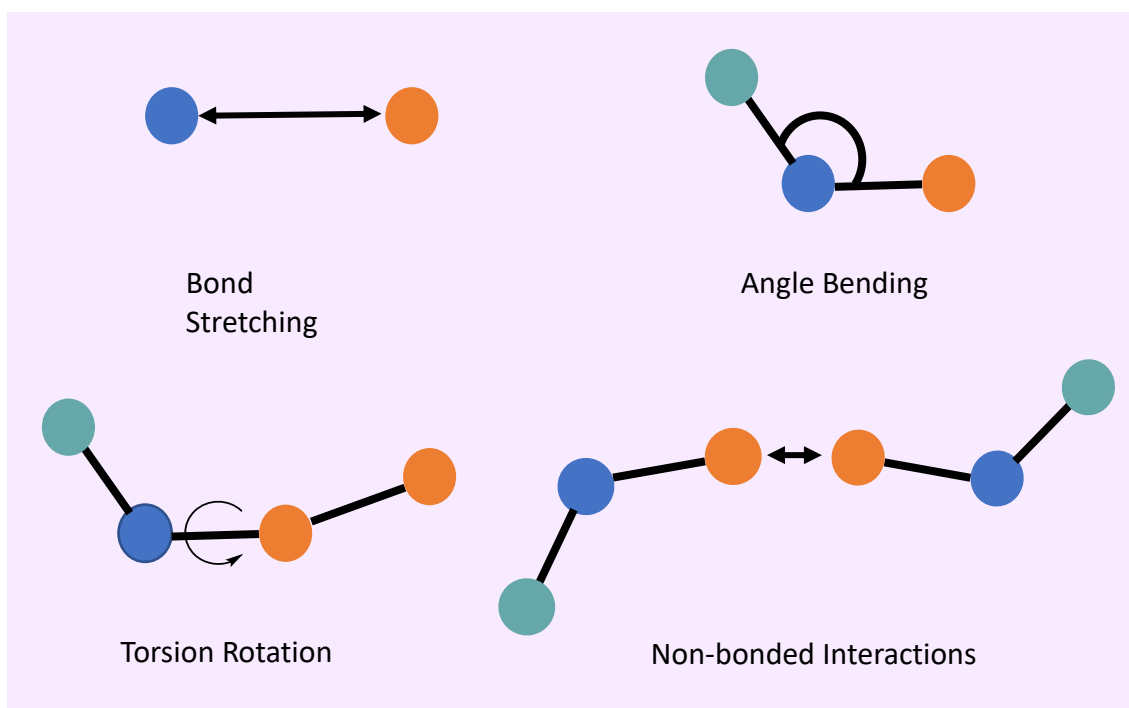 Bond
Stretching
Angle Bending
Torsion Rotation
Non-bonded Interactions